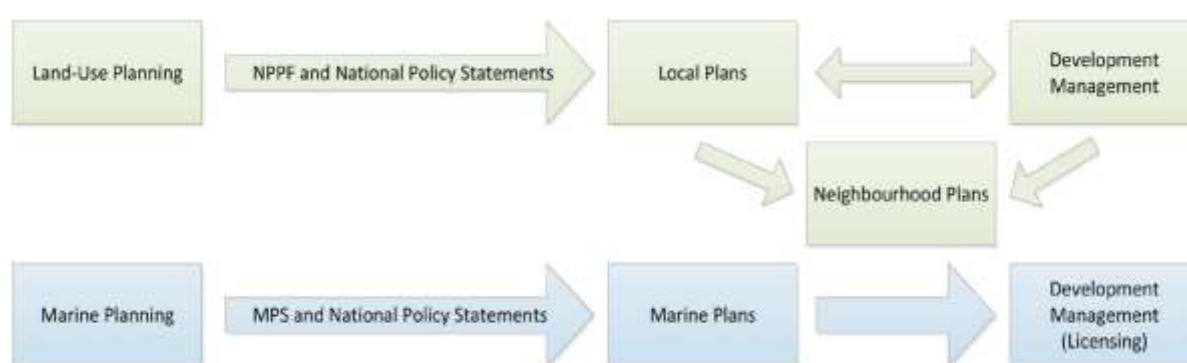 Land-Use Planning
NPPF and National Policy Statements
Local Plans
Development
Management
Neighbourhood Plans
Marine Planning
MPS and National Policy Statements
Marine Plans
Development
Management
(Licensing)